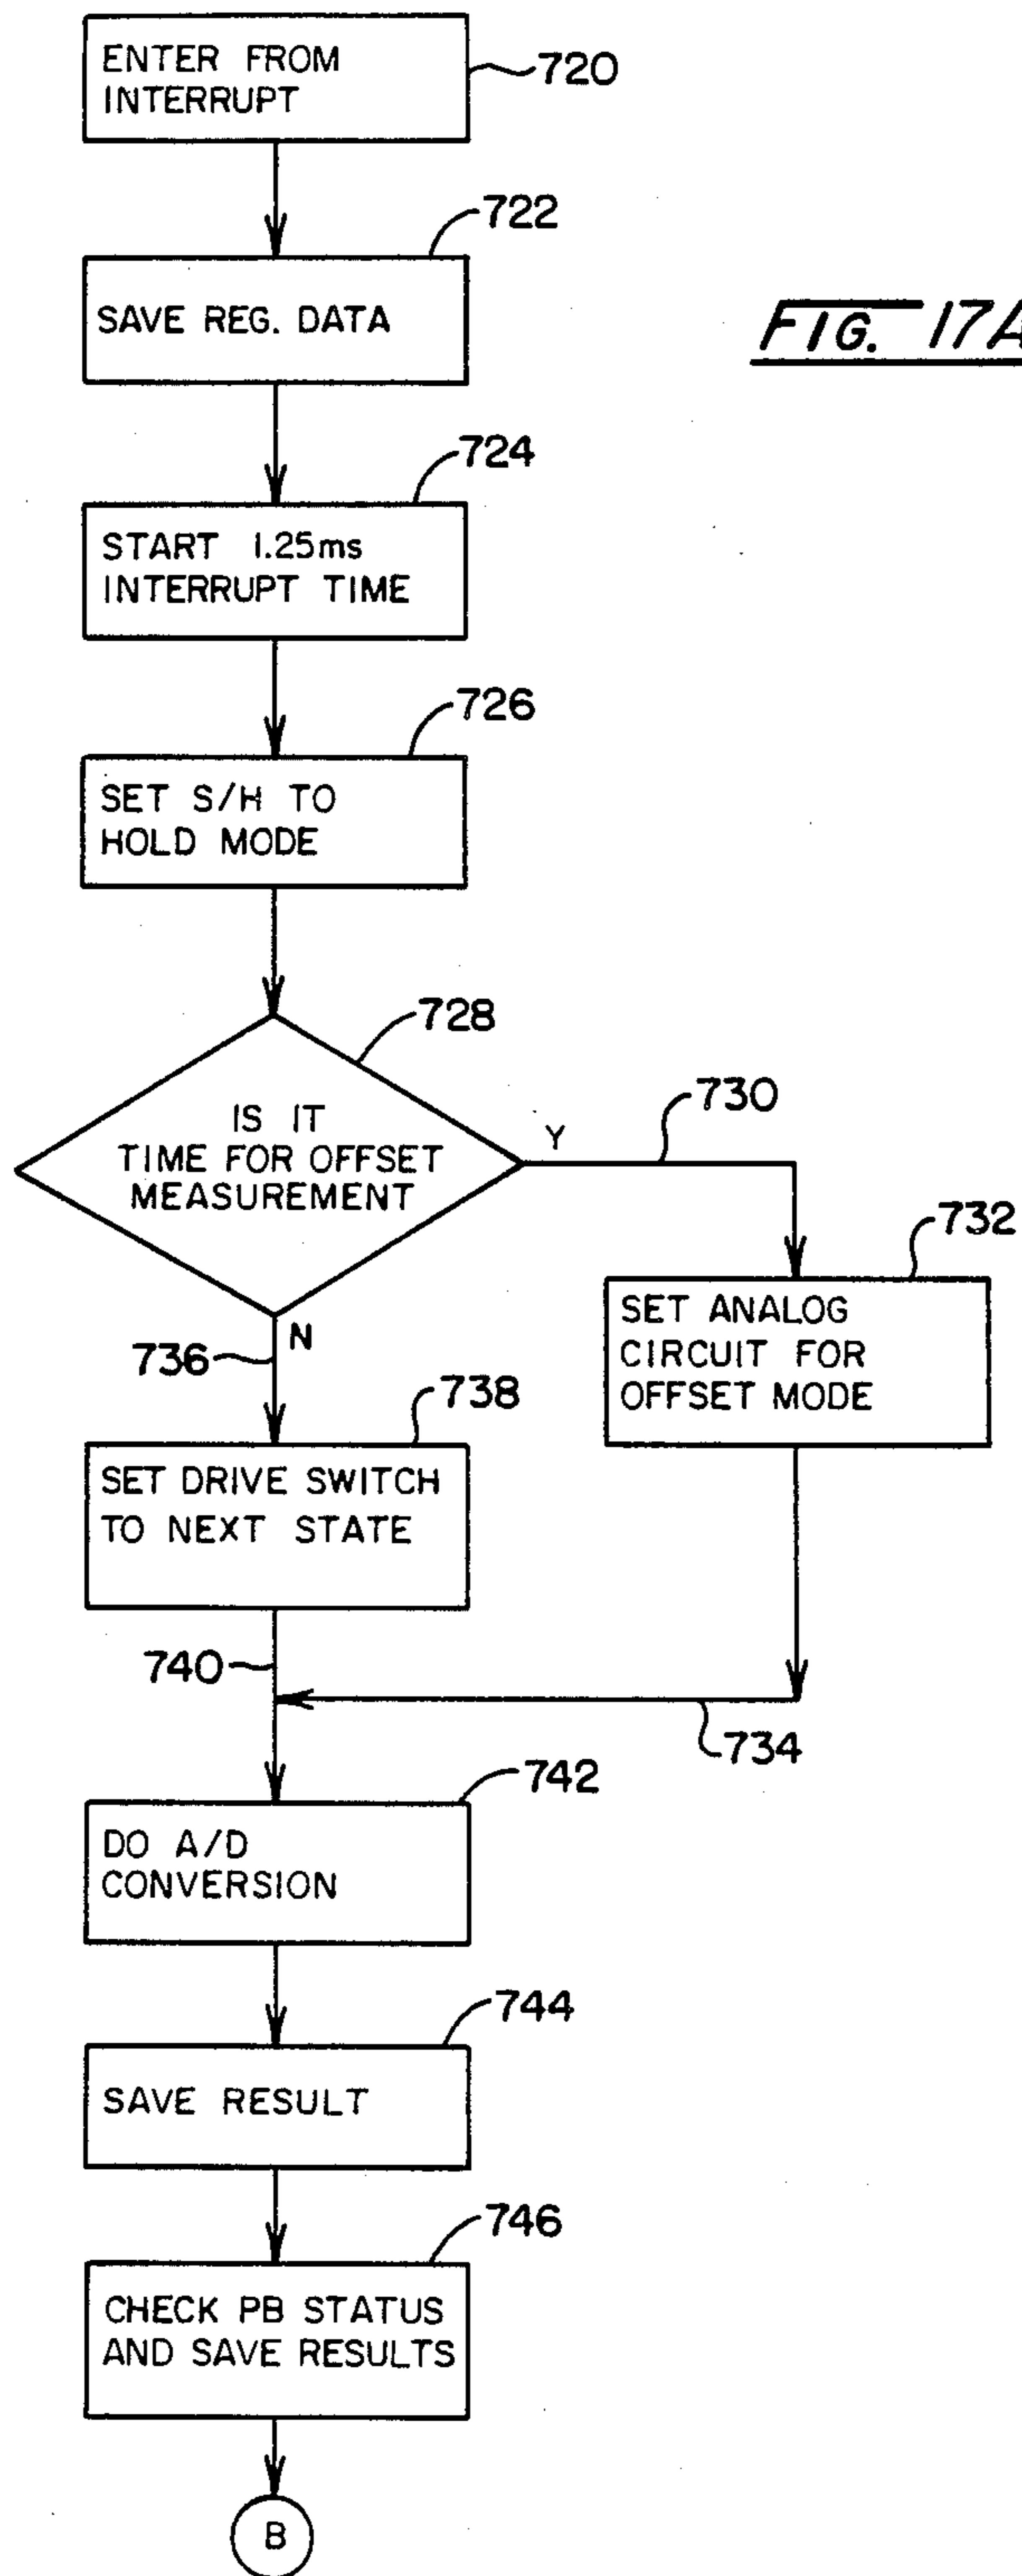 ENTER FROM
INTERRUPT
720
722
SAVE REG. DATA
FIG. 17A
724
START 1.25ms
INTERRUPT TIME
726
SET S/H TO
HOLD MODE
728
IS IT
TIME FOR OFFSET
MEASUREMENT
Y
730
732
SET ANALOG
CIRCUIT FOR
OFFSET MODE
N
736
738
SET DRIVE SWITCH
TO NEXT STATE
740
734
742
DO A/D
CONVERSION
744
SAVE RESULT
746
CHECK PB STATUS
AND SAVE RESULTS
B